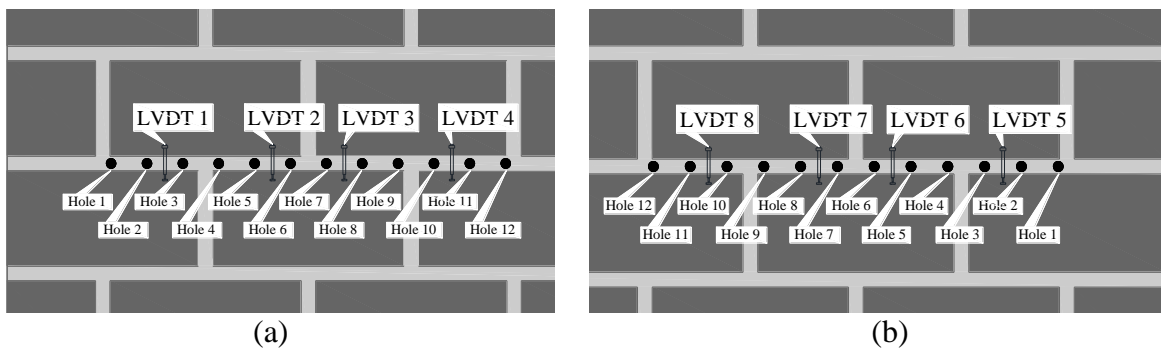 LVDT 1
LVDT 2
LVDT 3
LVDT 4
Hole 1
Hole 3
Hole 5
Hole 7
Hole 9
Hole 11
Hole 2
Hole 4
Hole 6
Hole 8
Hole 10
Hole 12
(a)
LVDT 8
LVDT 7
LVDT 6
LVDT 5
Hole 12
Hole 10
Hole 8
Hole 6
Hole 4
Hole 2
Hole 11
Hole 9
Hole 7
Hole 5
Hole 3
Hole 1
(b)